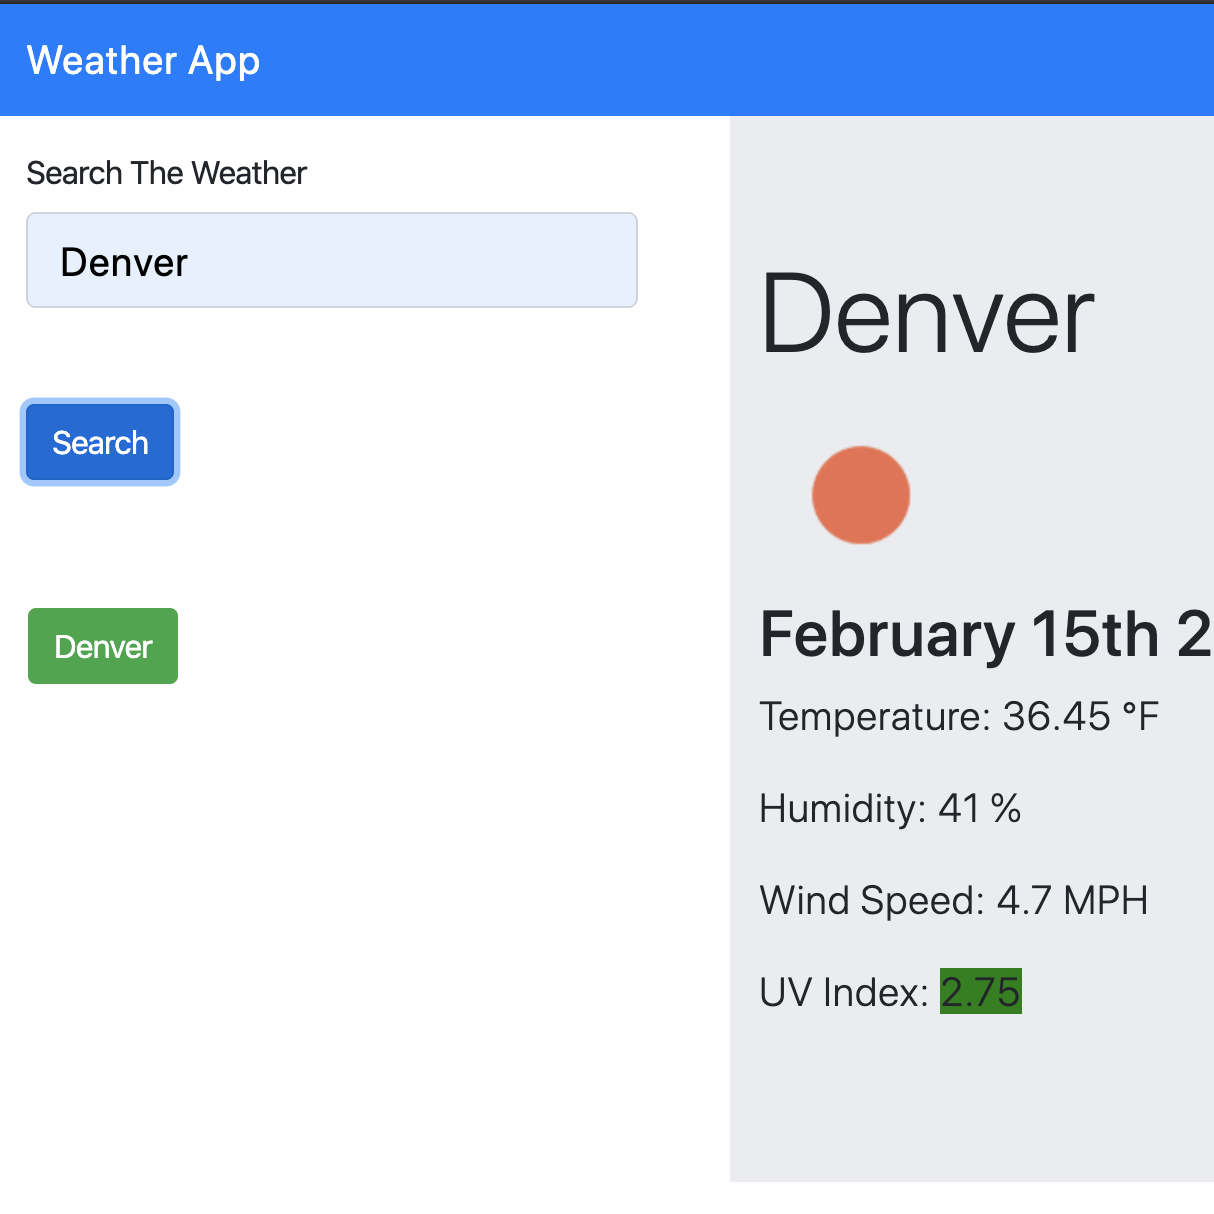 Weather App
Search The Weather
Denver
Search
Denver
Denver
February 15th 2
Temperature: 36.45 °F
Humidity: 41 %
Wind Speed: 4.7 MPH
UV Index: 2.75